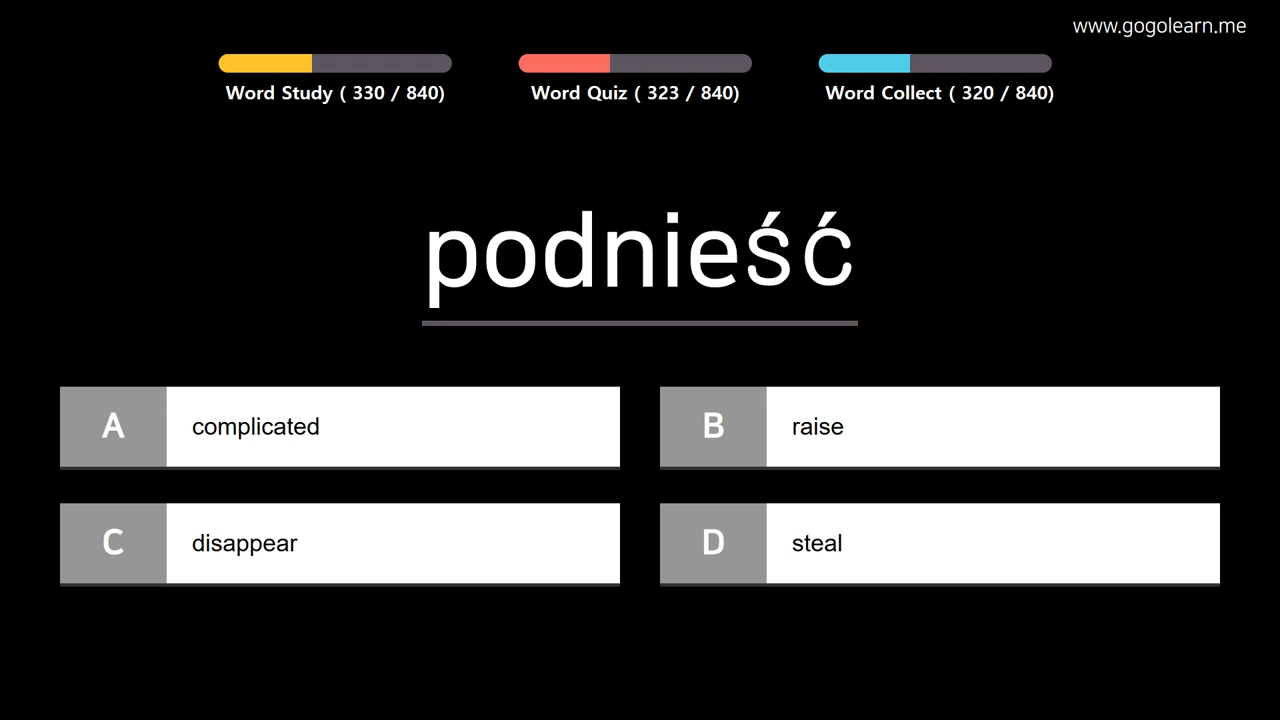 www.gogolearn.me
Word Study ( 330 / 840)
Word Quiz ( 323 / 840)
Word Collect ( 320 / 840)
podnieść
A complicated
B raise
C disappear
D steal